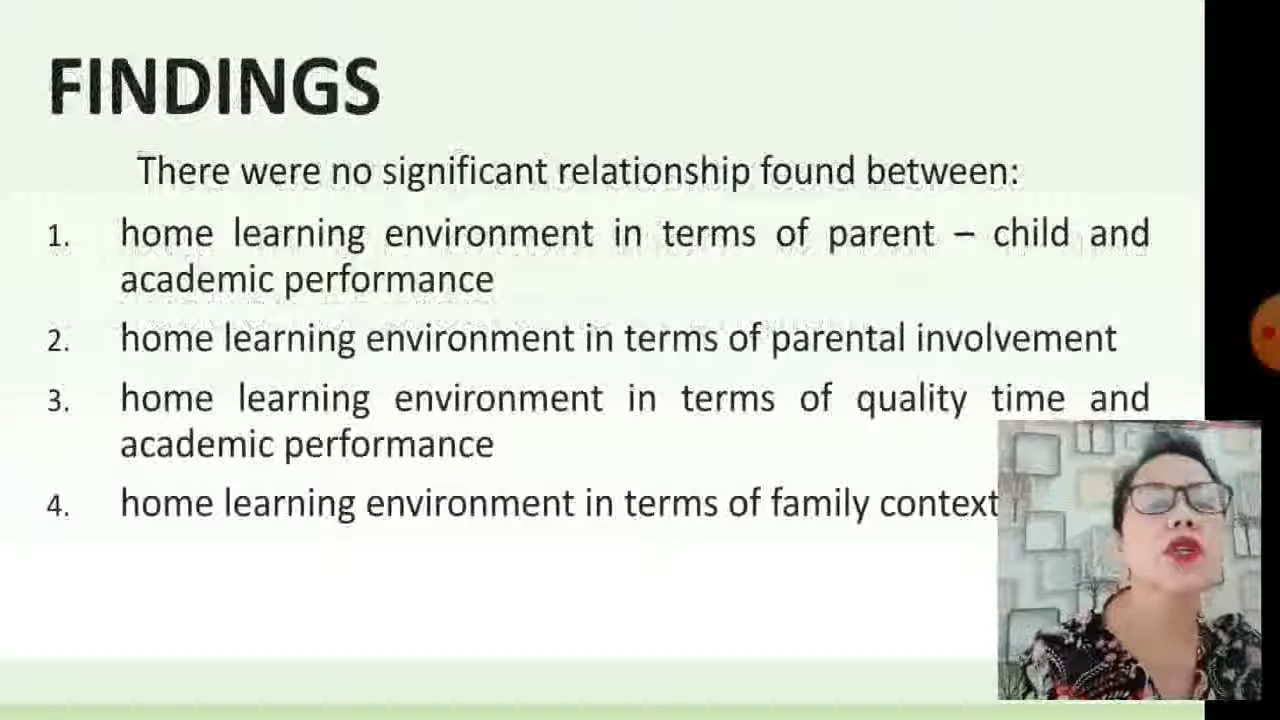 FINDINGS
There were no significant relationship found between:
1. home learning environment in terms of parent – child and
academic performance
2. home learning environment in terms of parental involvement
3. home learning environment in terms of quality time and
academic performance
4. home learning environment in terms of family context